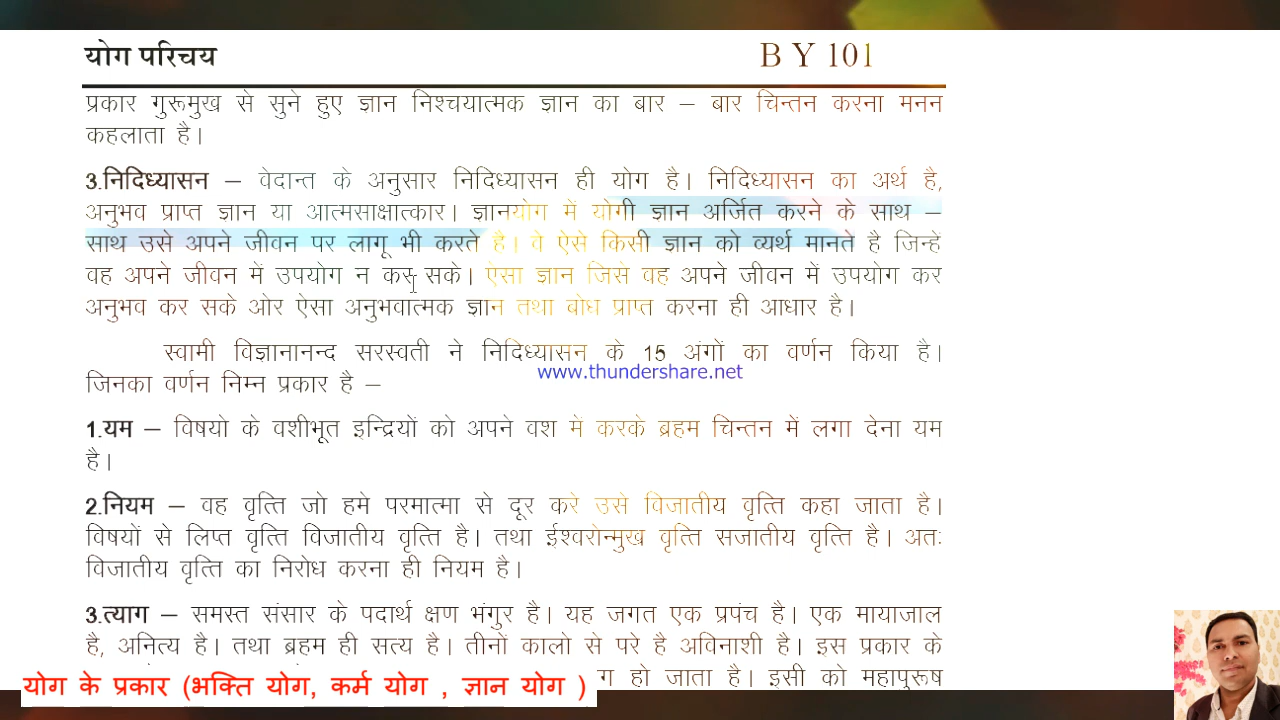 योग परिचय B Y 101
प्रकार गुरूमुख से सुने हुए ज्ञान निश्चयात्मक ज्ञान का बार – बार चिन्तन करना मनन
कहलाता है।
3.निदिध्यासन – वेदान्त के अनुसार निदिध्यासन ही योग है। निदिध्यासन का अर्थ है,
अनुभव प्राप्त ज्ञान या आत्मसाक्षात्कार। ज्ञानयोग में योगी ज्ञान अर्जित करने के साथ –
साथ उसे अपने जीवन पर लागू भी करते है। वे ऐसे किसी ज्ञान को व्यर्थ मानते है जिन्हे
वह अपने जीवन में उपयोग न कर सके। ऐसा ज्ञान जिसे वह अपने जीवन में उपयोग कर
अनुभव कर सके ओर ऐसा अनुभवात्मक ज्ञान तथा बोध प्राप्त करना ही आधार है।
स्वामी विज्ञानानन्द सरस्वती ने निदिध्यासन के 15 अंगों का वर्णन किया है।
www.thundershare.net
जिनका वर्णन निम्न प्रकार है –
1.यम – विषयो के वशीभूत इन्द्रियों को अपने वश में करके ब्रहम चिन्तन में लगा देना यम
है।
2.नियम – वह वृत्ति जो हमे परमात्मा से दूर करे उसे विजातीय वृत्ति कहा जाता है।
विषयों से लिप्त वृत्ति विजातीय वृत्ति है। तथा ईश्वरोन्मुख वृत्ति सजातीय वृत्ति है। अतः
विजातीय वृत्ति का निरोध करना ही नियम है।
3.त्याग – समस्त संसार के पदार्थ क्षण भंगुर है। यह जगत एक प्रपंच है। एक मायाजाल
है, अनित्य है। तथा ब्रहम ही सत्य है। तीनों कालो से परे है अविनाशी है। इस प्रकार के
हो जाता है। इसी को महापुरूष
योग के प्रकार (भक्ति योग, कर्म योग , ज्ञान योग )